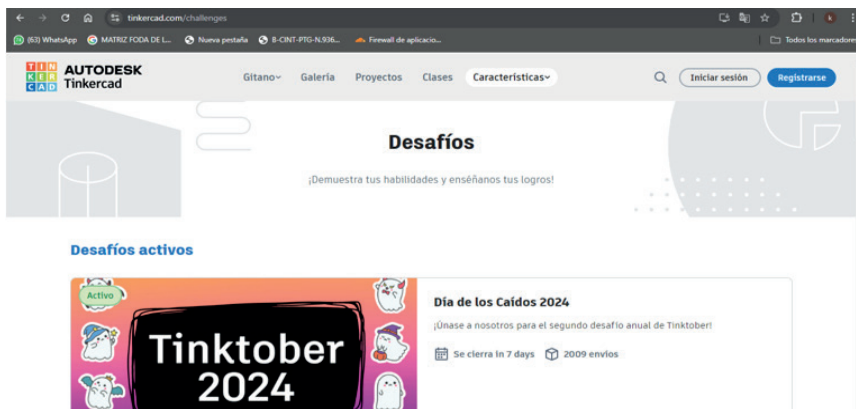 tinkercad.com/challenges
(63) WhatsApp MATRIZ FODA DE L... Nueva pestaña B-CINT-PTG-N.936... Firewall de aplicacio... Todos los marcadores
TIN
KER
CAD
AUTODESK
Tinkercad
Gitano Galería Proyectos Clases Características Iniciar sesión Registrarse
Desafíos
¡Demuestra tus habilidades y enséñanos tus logros!
Desafíos activos
Activo
Tinktober
2024
Día de los Caídos 2024
¡Únase a nosotros para el segundo desafío anual de Tinktober!
Se cierra in 7 days 2009 envíos